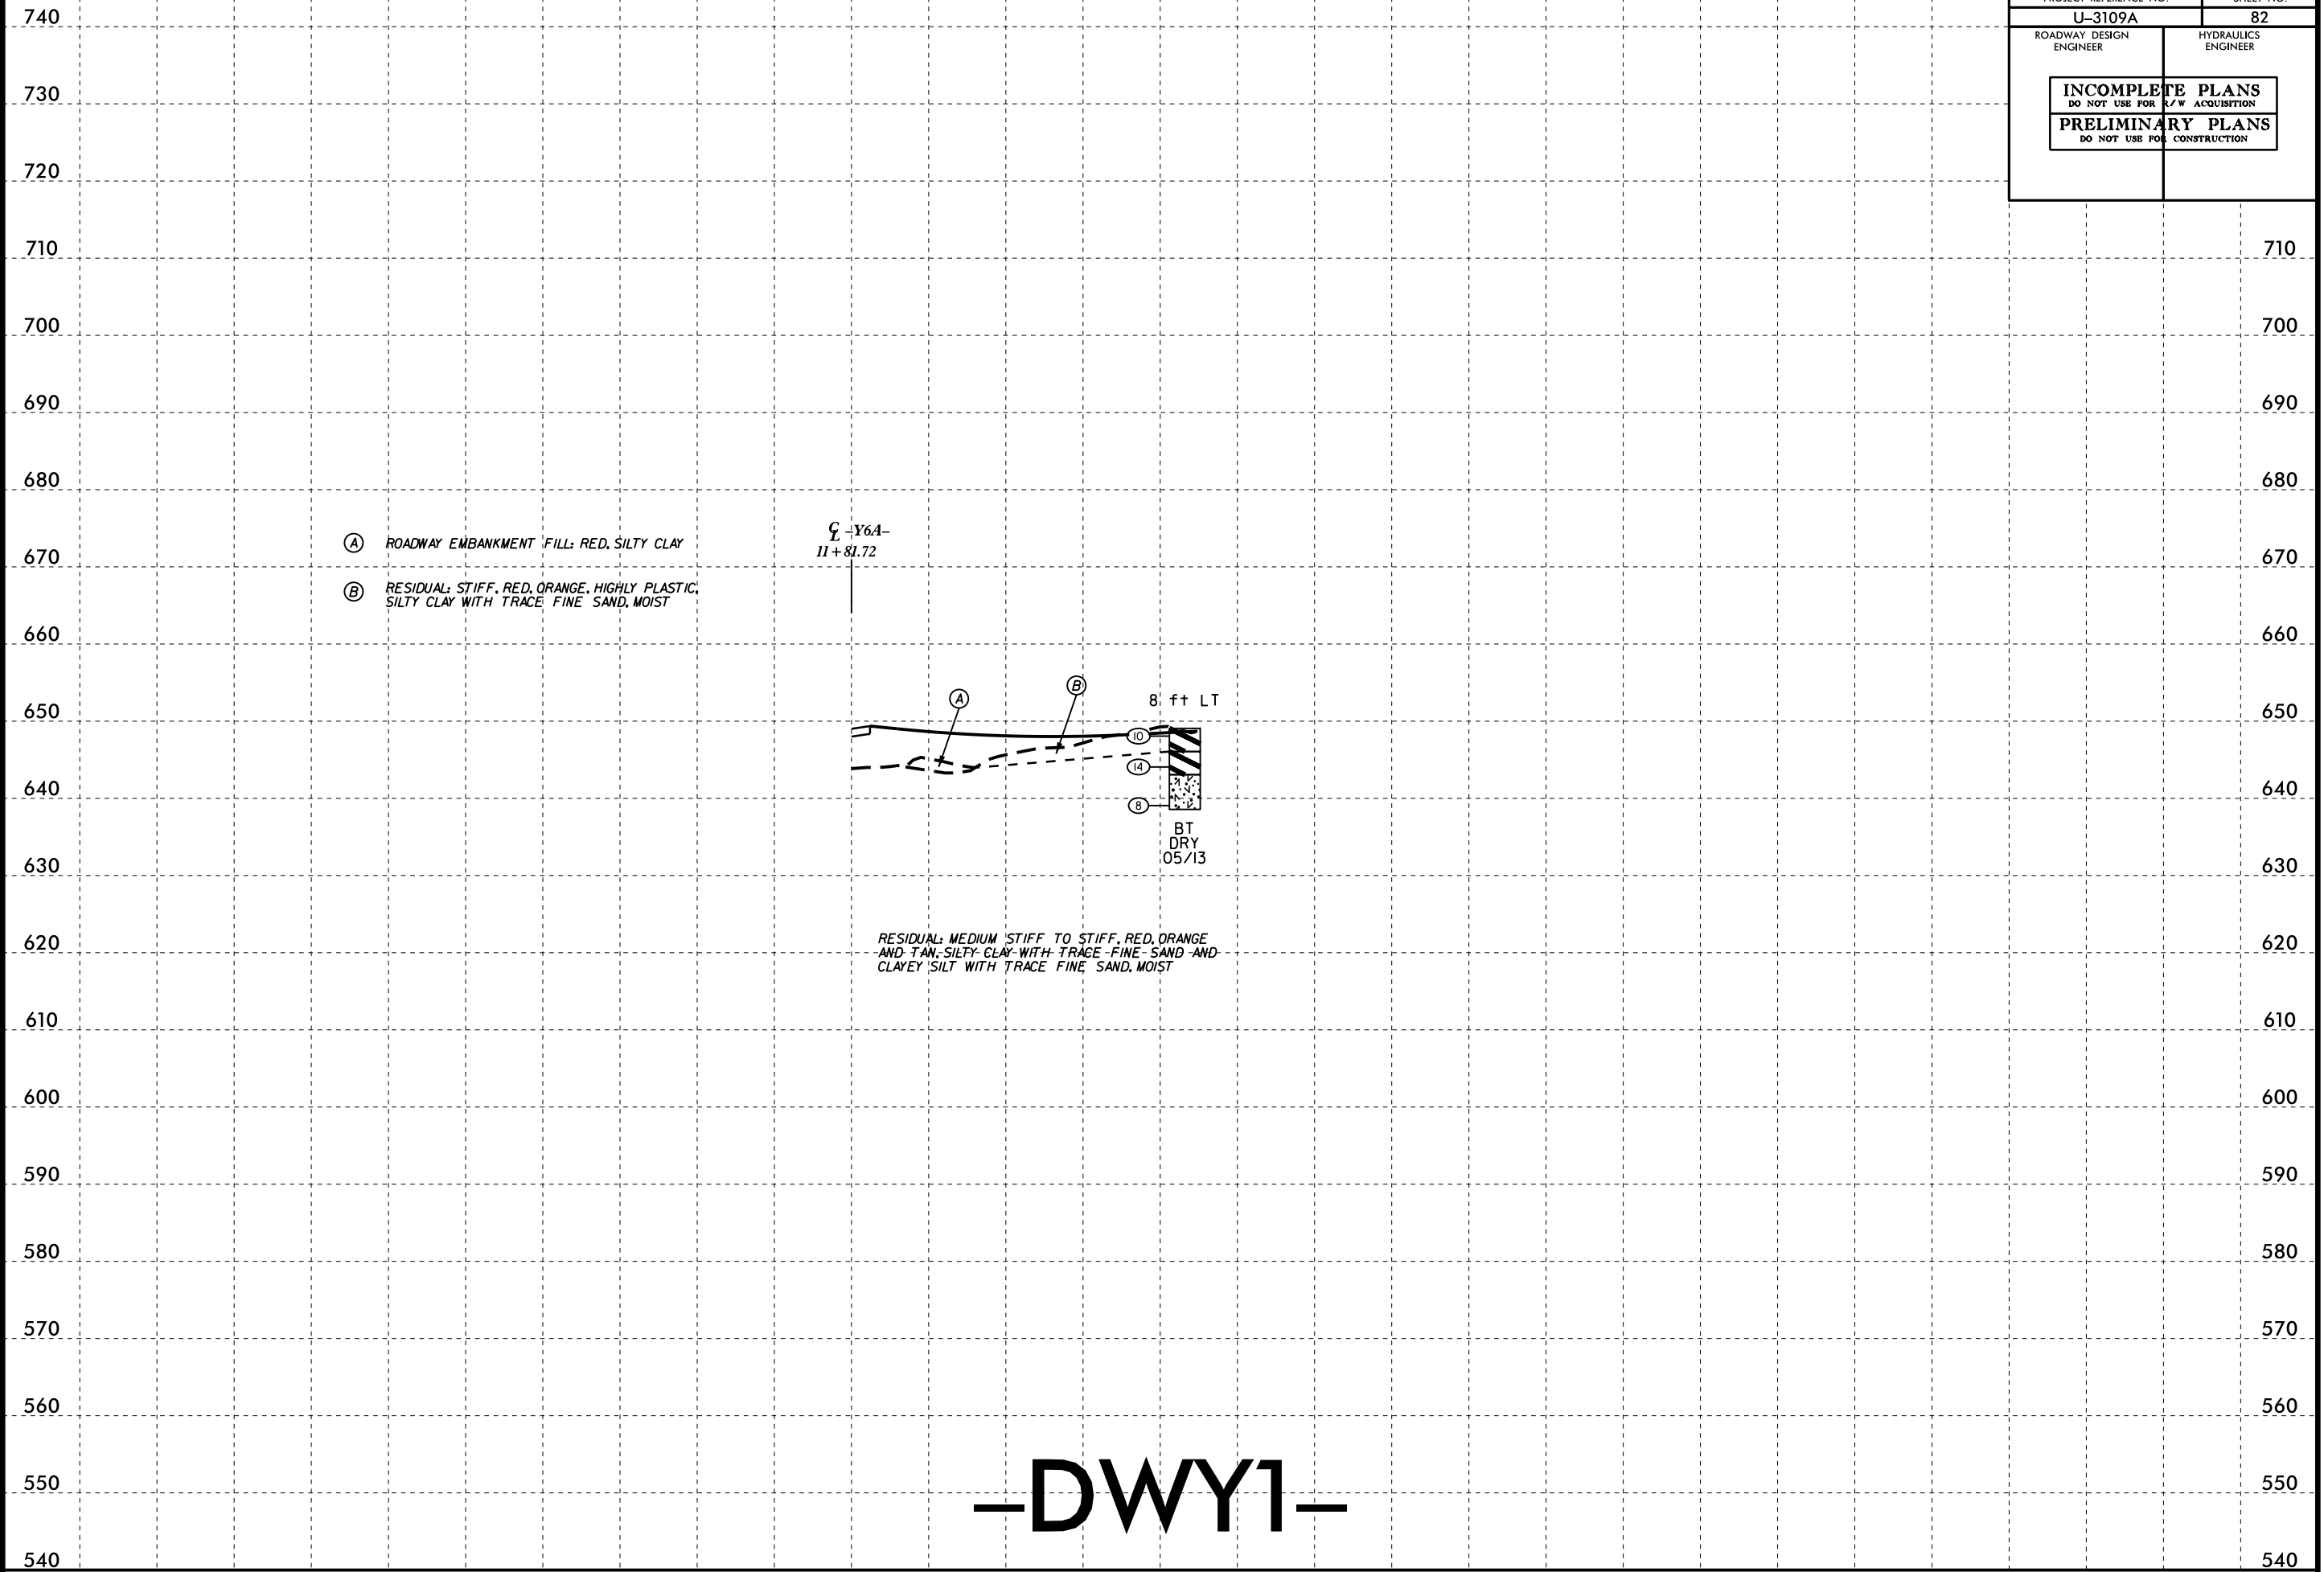 PROJECT REFERENCE NO. SHEET NO.
U–3109A 82
ROADWAY DESIGN
ENGINEER
HYDRAULICS
ENGINEER
INCOMPLETE PLANS
DO NOT USE FOR R/W ACQUISITION
PRELIMINARY PLANS
DO NOT USE FOR CONSTRUCTION
740
730
720
710 710
700 700
690 690
680 680
670 670
660 660
650 650
640 640
630 630
620 620
610 610
600 600
590 590
580 580
570 570
560 560
550 550
540 540
A ROADWAY EMBANKMENT FILL: RED, SILTY CLAY
B RESIDUAL: STIFF, RED, ORANGE, HIGHLY PLASTIC,
SILTY CLAY WITH TRACE FINE SAND, MOIST
CL –Y6A–
11+81.72
A
B
8 ft LT
10
14
8
BT
DRY
05/13
RESIDUAL: MEDIUM STIFF TO STIFF, RED, ORANGE
AND TAN, SILTY CLAY WITH TRACE FINE SAND AND
CLAYEY SILT WITH TRACE FINE SAND, MOIST
–DWY1–